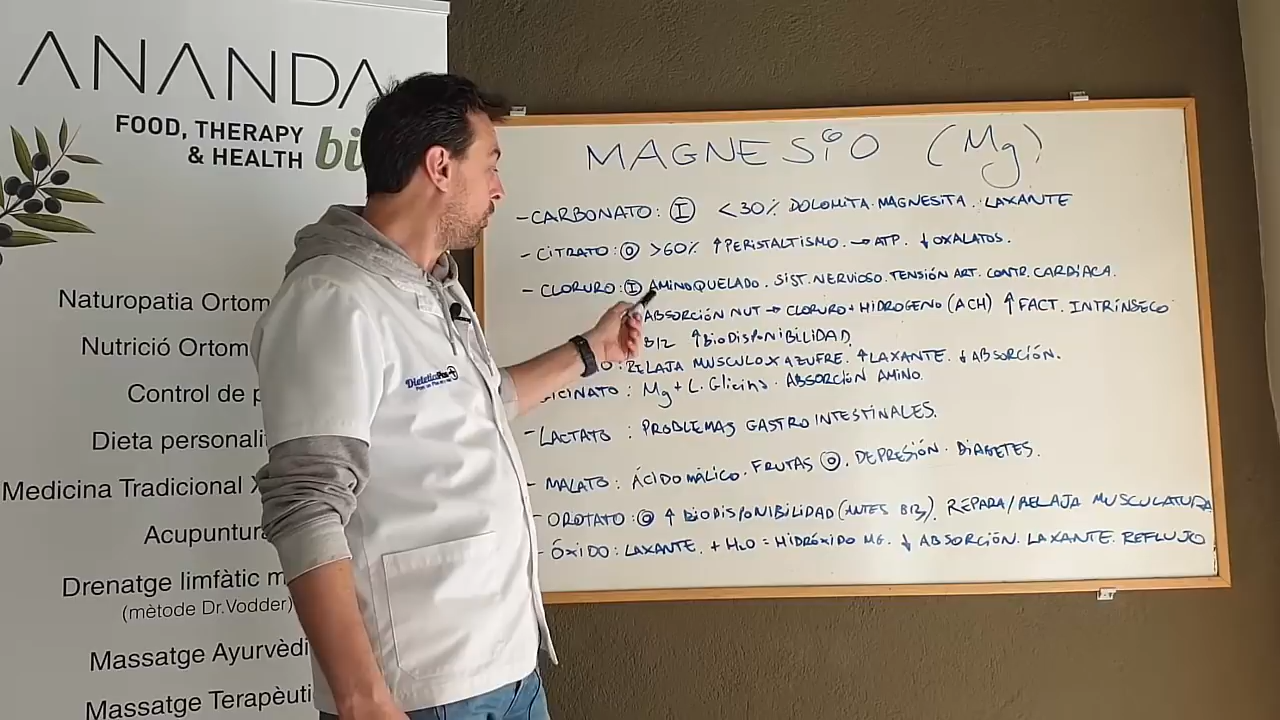 ANANDA
FOOD, THERAPY
& HEALTH
Naturopatia Ortom
Nutrició Ortom
Control de p
Dieta personali
Medicina Tradicional X
Acupuntura
Drenatge limfàtic m
(mètode Dr.Vodder)
Massatge Ayurvèdi
Massatge Terapèuti
MAGNESIO (Mg)
- CARBONATO: I <30% DOLOMITA. MAGNESITA. LAXANTE
- CITRATO: O >60% ↑PERISTALTISMO. → ATP. ↓OXALATOS.
- CLORURO: I AMINOQUELADO. SIST. NERVIOSO. TENSIÓN ART. CONTR. CARDÍACA.
ABSORCIÓN NUT → CLORURO + HIDROGENO (ACH) ↑ FACT. INTRÍNSECO
B12 ↑BIODISPONIBILIDAD
O: RELAJA MUSCULO X AZUFRE. ↑LAXANTE. ↓ABSORCIÓN.
ICINATO: Mg + L. Glicina. ABSORCIÓN AMINO.
- LACTATO: PROBLEMAS GASTROINTESTINALES.
- MALATO: ÁCIDO MÁLICO. FRUTAS O. DEPRESIÓN. DIABETES.
- OROTATO: O ↑ BIODISPONIBILIDAD (ANTES B13). REPARA/RELAJA MUSCULATURA
- ÓXIDO: LAXANTE. + H2O = HIDRÓXIDO MG. ↓ ABSORCIÓN. LAXANTE. REFLUJO